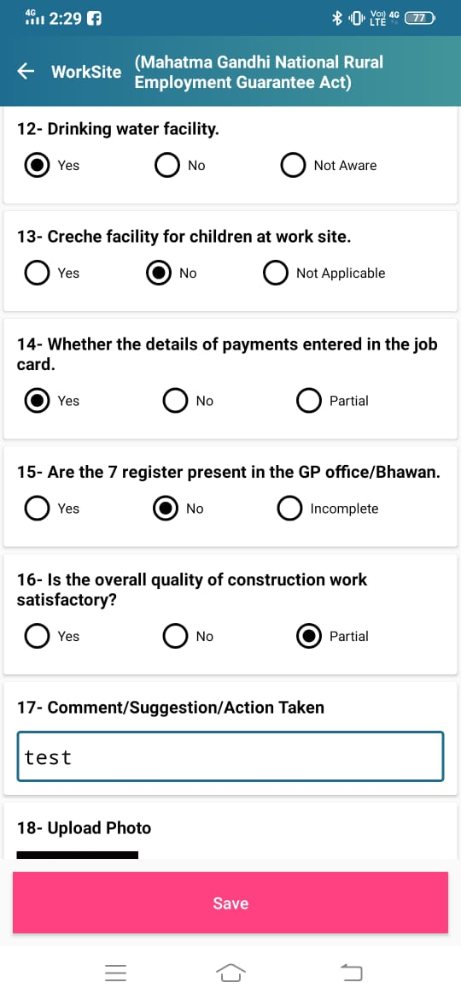 4G 2:29 Vo) 4G LTE 77
WorkSite (Mahatma Gandhi National Rural
Employment Guarantee Act)
12- Drinking water facility.
Yes No Not Aware
13- Creche facility for children at work site.
Yes No Not Applicable
14- Whether the details of payments entered in the job
card.
Yes No Partial
15- Are the 7 register present in the GP office/Bhawan.
Yes No Incomplete
16- Is the overall quality of construction work
satisfactory?
Yes No Partial
17- Comment/Suggestion/Action Taken
test
18- Upload Photo
Save